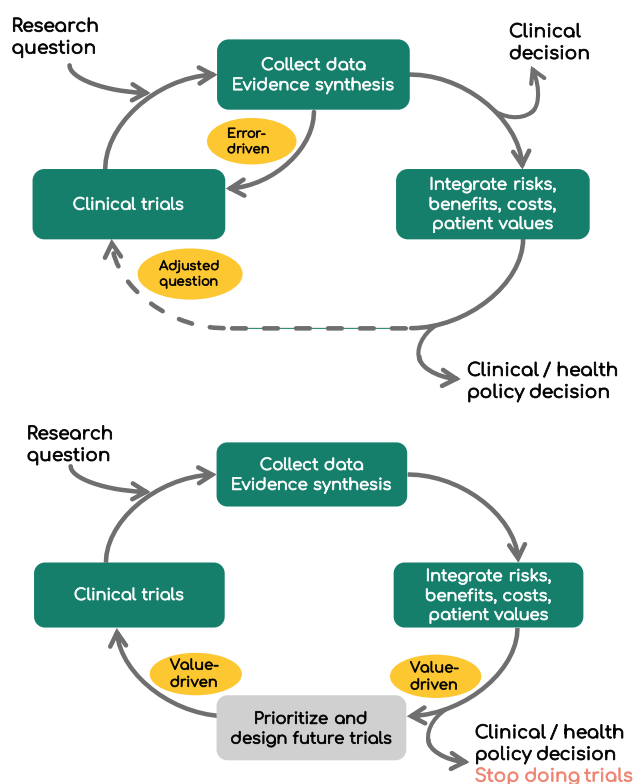 Research
question
Clinical
decision
Collect data
Evidence synthesis
Error-
driven
Clinical trials
Integrate risks,
benefits, costs,
patient values
Adjusted
question
Clinical / health
policy decision
Research
question
Collect data
Evidence synthesis
Clinical trials
Integrate risks,
benefits, costs,
patient values
Value-
driven
Value-
driven
Prioritize and
design future trials
Clinical / health
policy decision
Stop doing trials